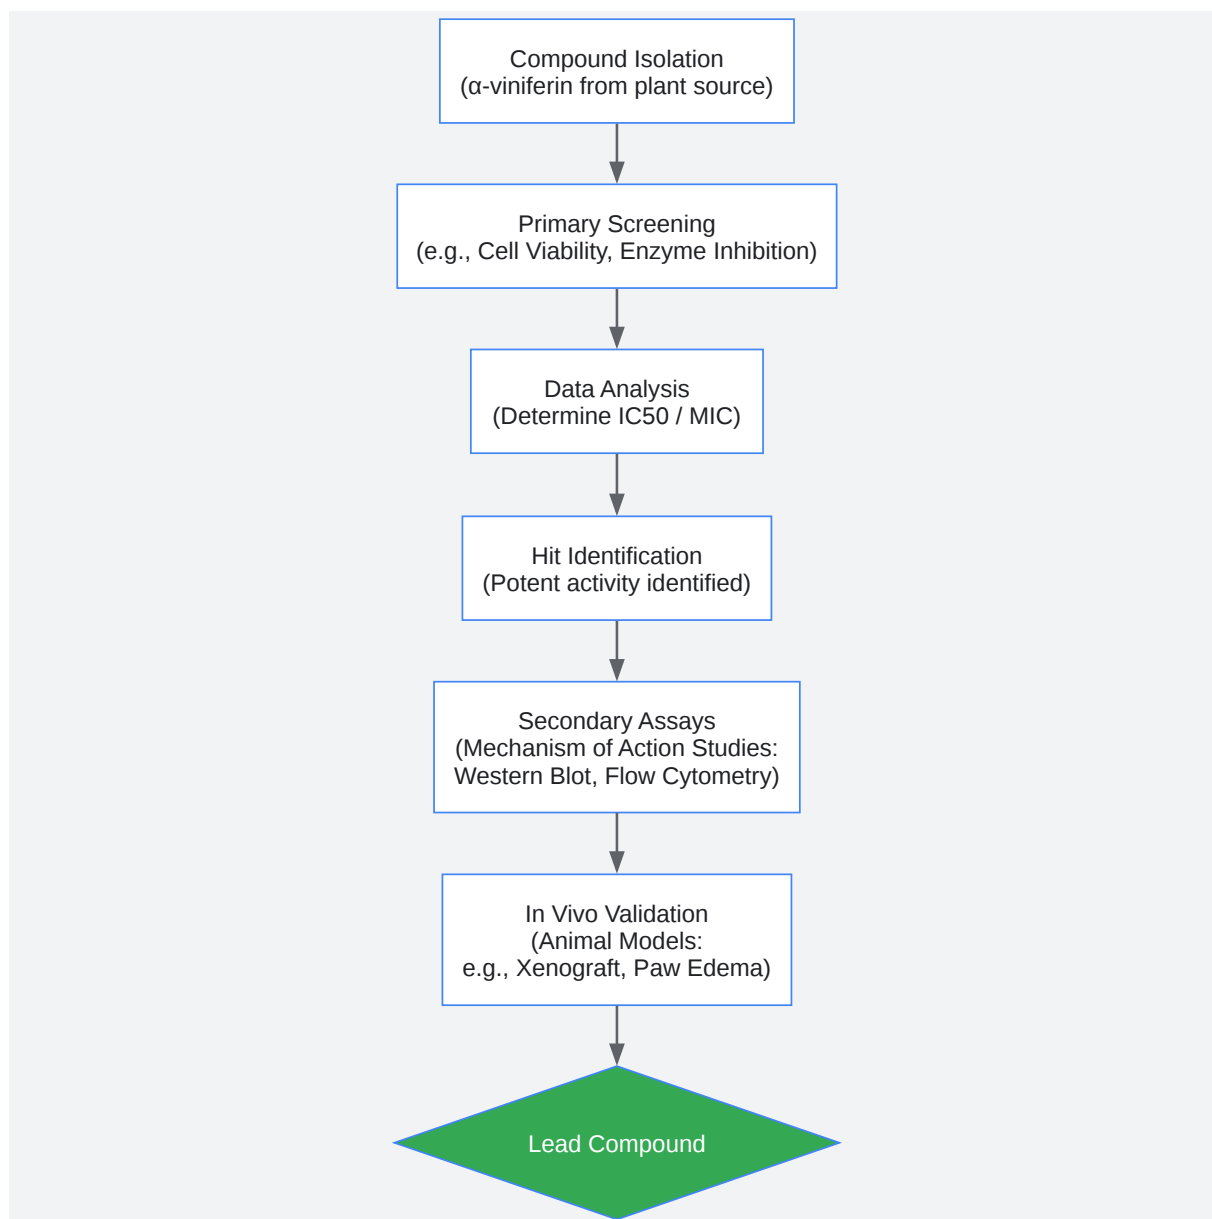 Compound Isolation
(α-viniferin from plant source)
Primary Screening
(e.g., Cell Viability, Enzyme Inhibition)
Data Analysis
(Determine IC50 / MIC)
Hit Identification
(Potent activity identified)
Secondary Assays
(Mechanism of Action Studies:
Western Blot, Flow Cytometry)
In Vivo Validation
(Animal Models:
e.g., Xenograft, Paw Edema)
Lead Compound